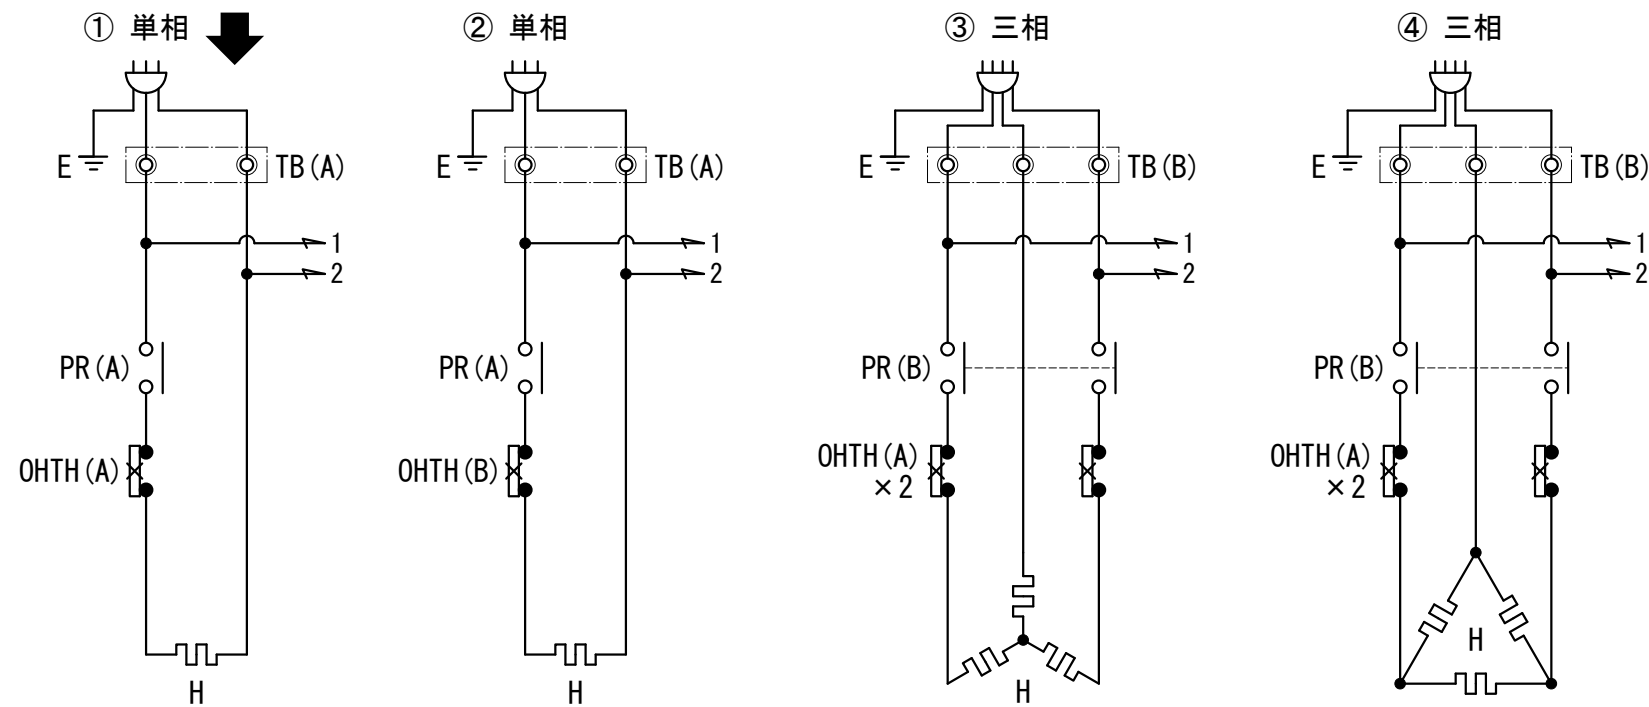 ① 単相
② 単相
③ 三相
④ 三相
E
TB(A)
E
TB(A)
E
TB(B)
E
TB(B)
1
2
1
2
1
2
1
2
PR(A)
PR(A)
PR(B)
PR(B)
OHTH(A)
OHTH(B)
OHTH(A)
×2
OHTH(A)
×2
H
H
H
H